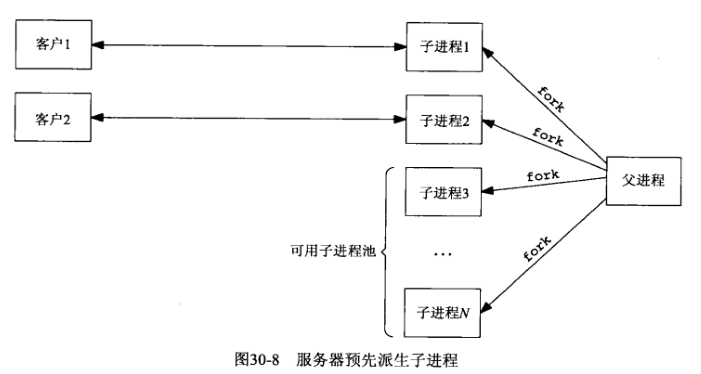 客户1
子进程1
fork
客户2
子进程2
fork
子进程3
fork
父进程
可用子进程池
...
fork
子进程N
图30-8 服务器预先派生子进程